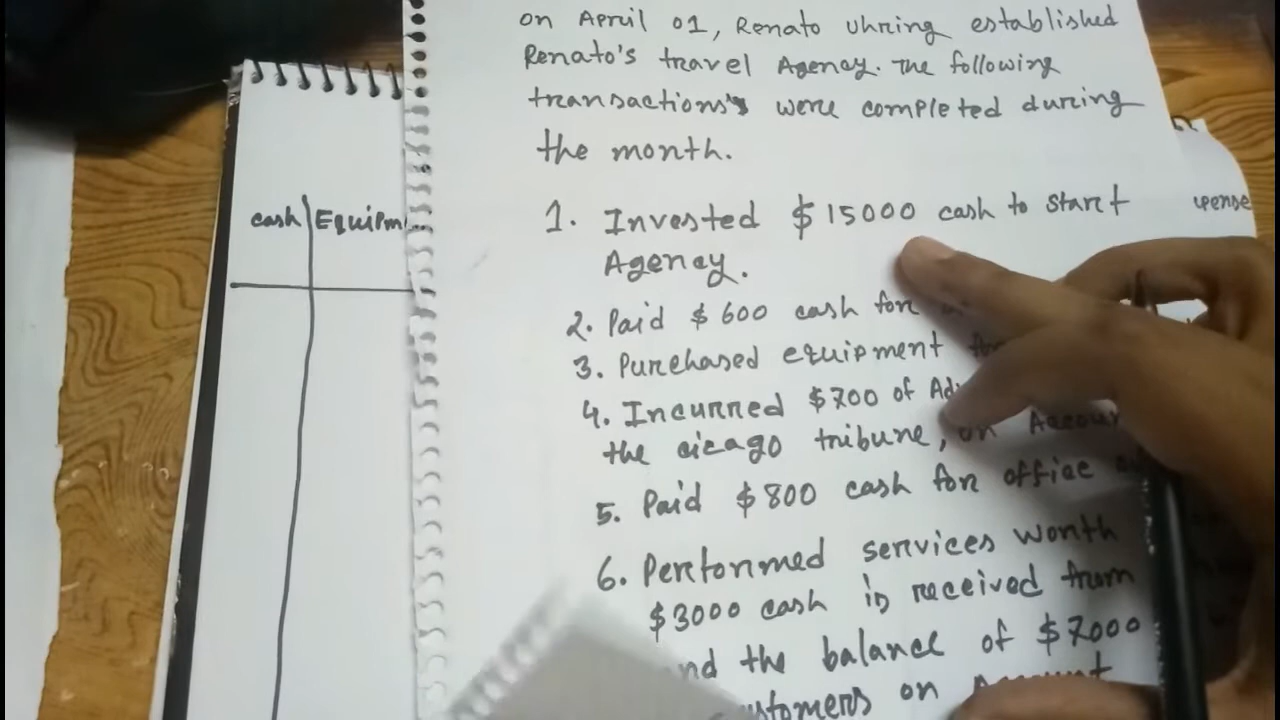 cash Equipm
on April 01, Renato Uhring established
Renato's travel Agency. The following
transactions were completed during
the month.
1. Invested $15000 cash to start
Agency.
2. Paid $600 cash for
3. Purchased equipment
4. Incurred $700 of
the cicago tribune, on
5. Paid $800 cash for office
6. Performed services worth
$3000 cash is received from
the balance of $7000
on